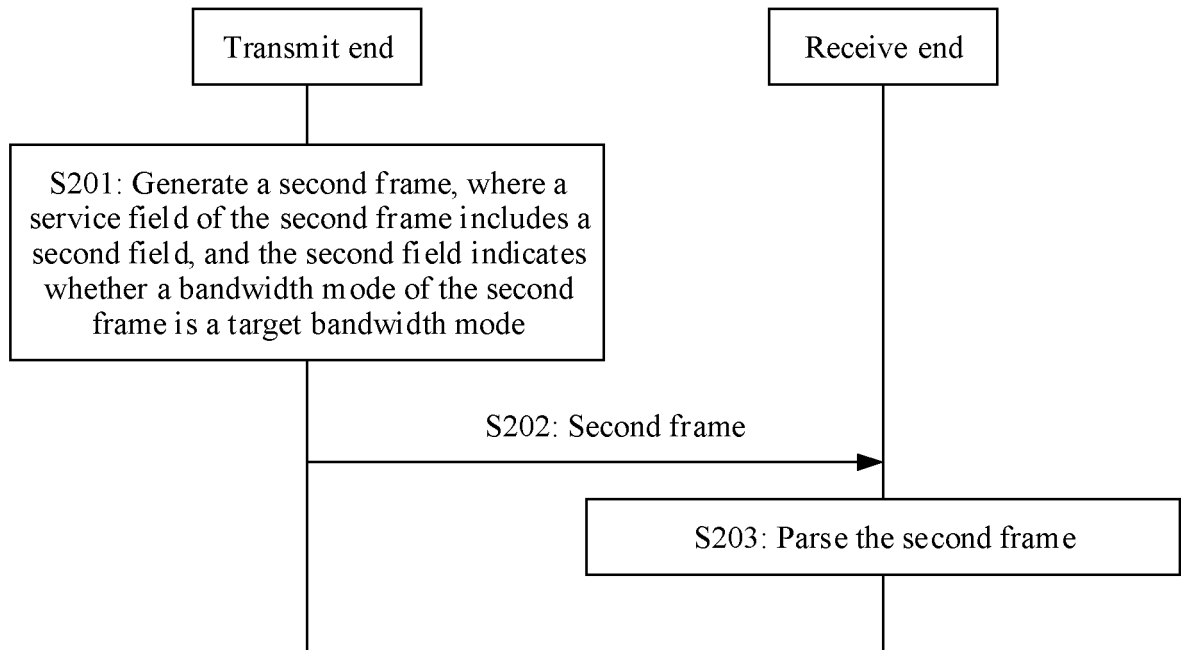 Transmit end
Receive end
S201: Generate a second frame, where a
service field of the second frame includes a
second field, and the second field indicates
whether a bandwidth mode of the second
frame is a target bandwidth mode
S202: Second frame
S203: Parse the second frame